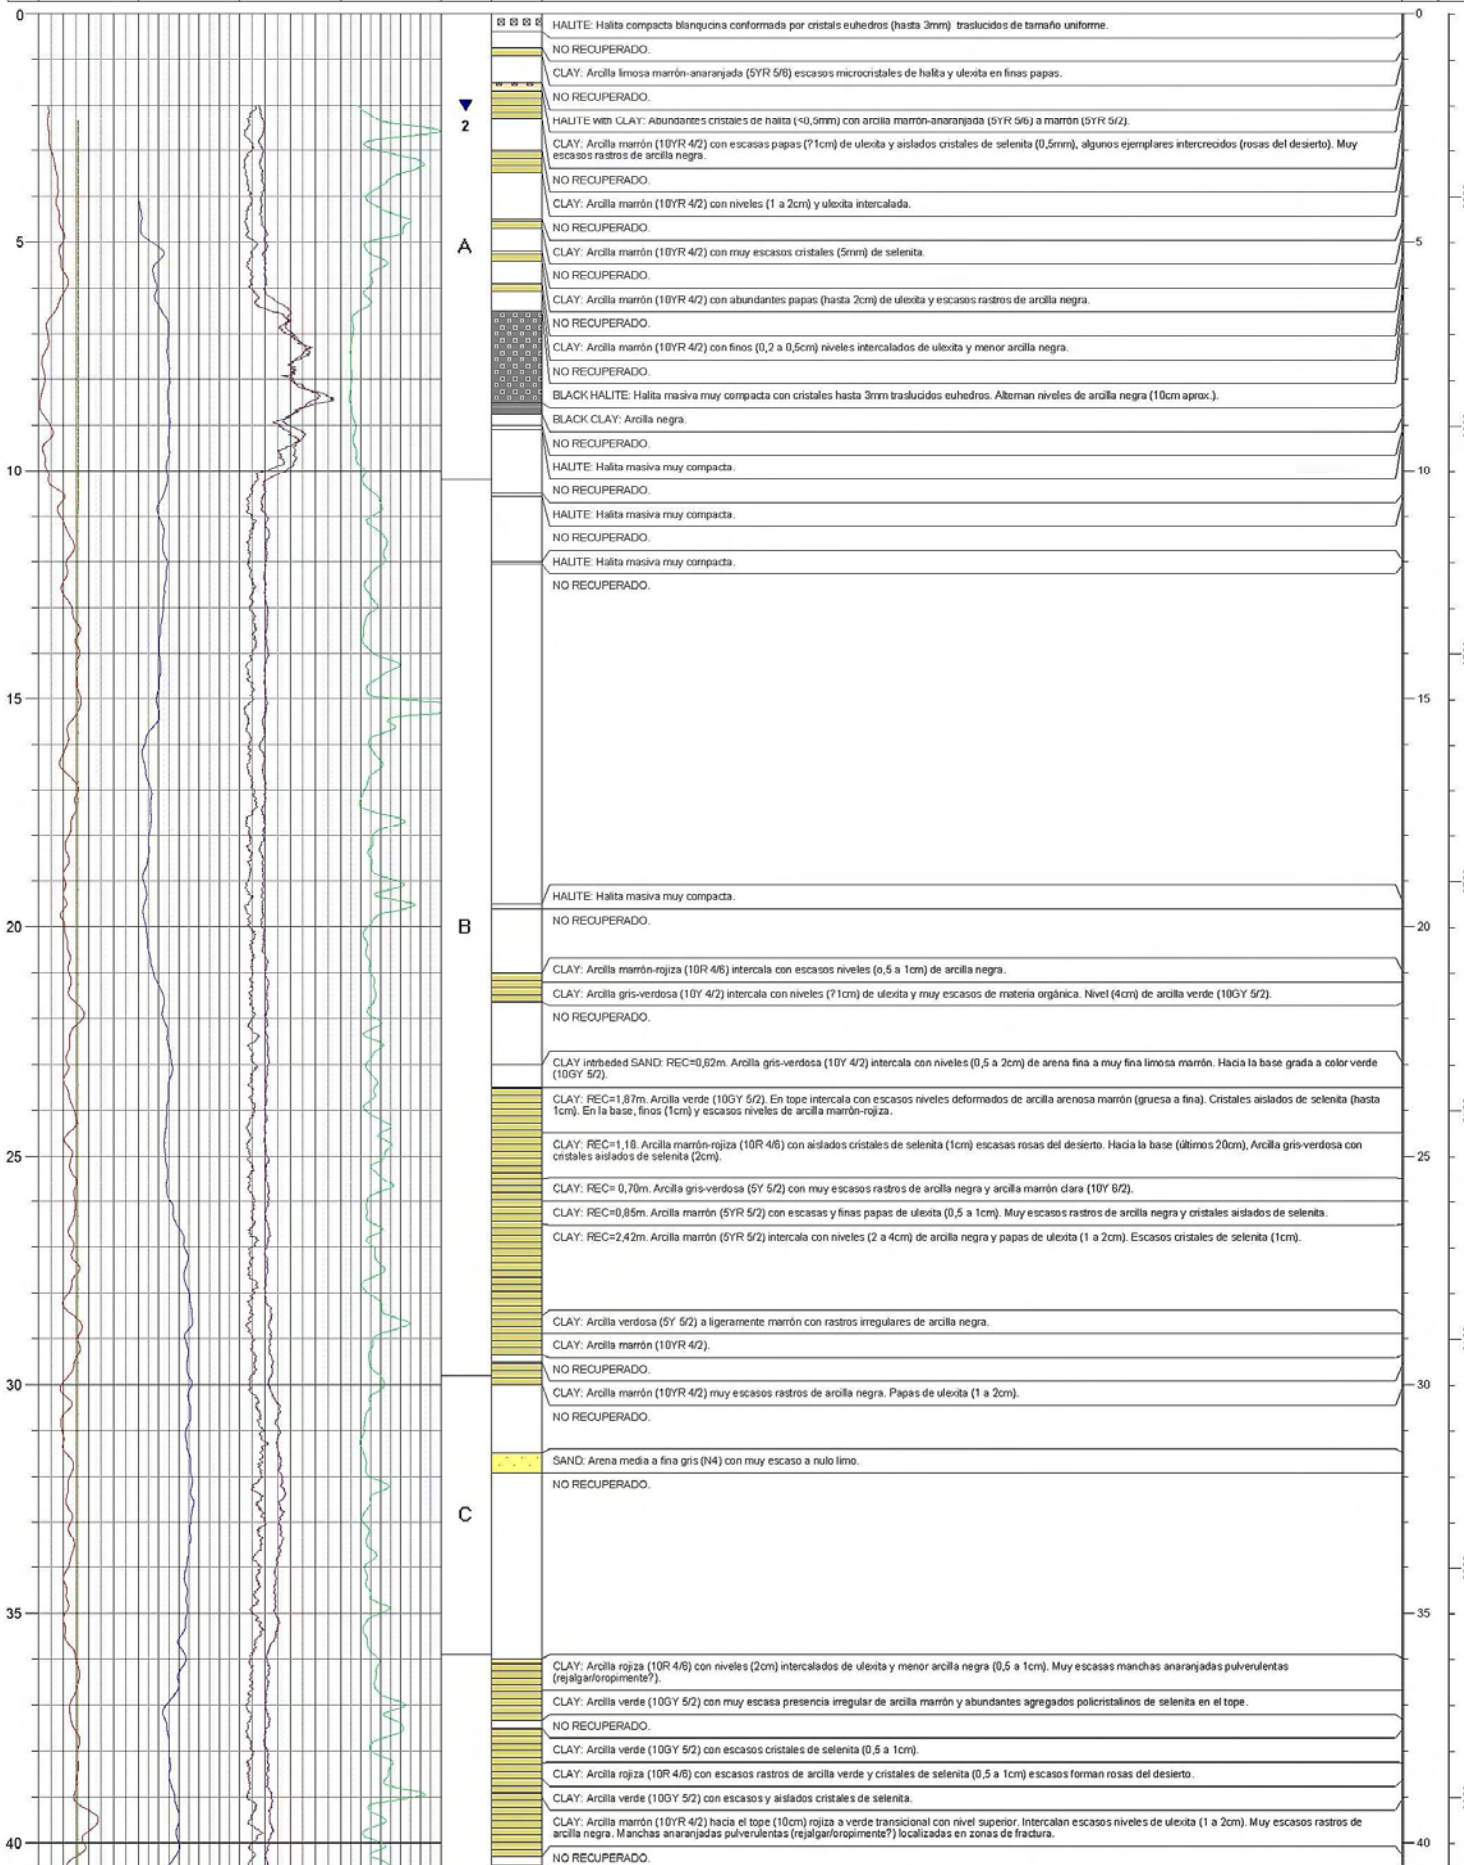 0
HALITE: Halita compacta blanqucina conformada por cristals euhedros (hasta 3mm) traslucidos de tamaño uniforme.
0
NO RECUPERADO.
CLAY: Arcilla limosa marrón-anaranjada (5YR 5/6) escasos microcristales de halita y ulexita en finas papas.
NO RECUPERADO.
2
HALITE with CLAY: Abundantes cristales de halita (<0,5mm) con arcilla marrón-anaranjada (5YR 5/6) a marrón (5YR 5/2).
CLAY: Arcilla marrón (10YR 4/2) con escasas papas (?1cm) de ulexita y aislados cristales de selenita (0,5mm), algunos ejemplares intercrecidos (rosas del desierto). Muy
escasos rastros de arcilla negra.
NO RECUPERADO.
CLAY: Arcilla marrón (10YR 4/2) con niveles (1 a 2cm) y ulexita intercalada.
NO RECUPERADO.
5
A
5
CLAY: Arcilla marrón (10YR 4/2) con muy escasos cristales (5mm) de selenita.
NO RECUPERADO.
CLAY: Arcilla marrón (10YR 4/2) con abundantes papas (hasta 2cm) de ulexita y escasos rastros de arcilla negra.
NO RECUPERADO.
CLAY: Arcilla marrón (10YR 4/2) con finos (0,2 a 0,5cm) niveles intercalados de ulexita y menor arcilla negra.
NO RECUPERADO.
BLACK HALITE: Halita masiva muy compacta con cristales hasta 3mm traslucidos euhedros. Alternan niveles de arcilla negra (10cm aprox.).
BLACK CLAY: Arcilla negra.
NO RECUPERADO.
HALITE: Halita masiva muy compacta.
10
10
NO RECUPERADO.
HALITE: Halita masiva muy compacta.
NO RECUPERADO.
HALITE: Halita masiva muy compacta.
NO RECUPERADO.
15
15
HALITE: Halita masiva muy compacta.
NO RECUPERADO.
20
B
20
CLAY: Arcilla marrón-rojiza (10R 4/6) intercala con escasos niveles (o,5 a 1cm) de arcilla negra.
CLAY: Arcilla gris-verdosa (10Y 4/2) intercala con niveles (?1cm) de ulexita y muy escasos de materia orgánica. Nivel (4cm) de arcilla verde (10GY 5/2).
NO RECUPERADO.
CLAY intrbeded SAND: REC=0,62m. Arcilla gris-verdosa (10Y 4/2) intercala con niveles (0,5 a 2cm) de arena fina a muy fina limosa marrón. Hacia la base grada a color verde
(10GY 5/2).
CLAY: REC=1,87m. Arcilla verde (10GY 5/2). En tope intercala con escasos niveles deformados de arcilla arenosa marrón (gruesa a fina). Cristales aislados de selenita (hasta
1cm). En la base, finos (1cm) y escasos niveles de arcilla marrón-rojiza.
CLAY: REC=1,18. Arcilla marrón-rojiza (10R 4/6) con aislados cristales de selenita (1cm) escasas rosas del desierto. Hacia la base (últimos 20cm), Arcilla gris-verdosa con
cristales aislados de selenita (2cm).
25
25
CLAY: REC= 0,70m. Arcilla gris-verdosa (5Y 5/2) con muy escasos rastros de arcilla negra y arcilla marrón clara (10Y 6/2).
CLAY: REC=0,85m. Arcilla marrón (5YR 5/2) con escasas y finas papas de ulexita (0,5 a 1cm). Muy escasos rastros de arcilla negra y cristales aislados de selenita.
CLAY: REC=2,42m. Arcilla marrón (5YR 5/2) intercala con niveles (2 a 4cm) de arcilla negra y papas de ulexita (1 a 2cm). Escasos cristales de selenita (1cm).
CLAY: Arcilla verdosa (5Y 5/2) a ligeramente marrón con rastros irregulares de arcilla negra.
CLAY: Arcilla marrón (10YR 4/2).
NO RECUPERADO.
30
30
CLAY: Arcilla marrón (10YR 4/2) muy escasos rastros de arcilla negra. Papas de ulexita (1 a 2cm).
NO RECUPERADO.
SAND: Arena media a fina gris (N4) con muy escaso a nulo limo.
NO RECUPERADO.
C
35
35
CLAY: Arcilla rojiza (10R 4/6) con niveles (2cm) intercalados de ulexita y menor arcilla negra (0,5 a 1cm). Muy escasas manchas anaranjadas pulverulentas
(rejalgar/oropimente?).
CLAY: Arcilla verde (10GY 5/2) con muy escasa presencia irregular de arcilla marrón y abundantes agregados policristalinos de selenita en el tope.
NO RECUPERADO.
CLAY: Arcilla verde (10GY 5/2) con escasos cristales de selenita (0,5 a 1cm).
CLAY: Arcilla rojiza (10R 4/6) con escasos rastros de arcilla verde y cristales de selenita (0,5 a 1cm) escasos forman rosas del desierto.
CLAY: Arcilla verde (10GY 5/2) con escasos y aislados cristales de selenita.
CLAY: Arcilla marrón (10YR 4/2) hacia el tope (10cm) rojiza a verde transicional con nivel superior. Intercalan escasos niveles de ulexita (1 a 2cm). Muy escasos rastros de
arcilla negra. Manchas anaranjadas pulverulentas (rejalgar/oropimente?) localizadas en zonas de fractura.
40
40
NO RECUPERADO.